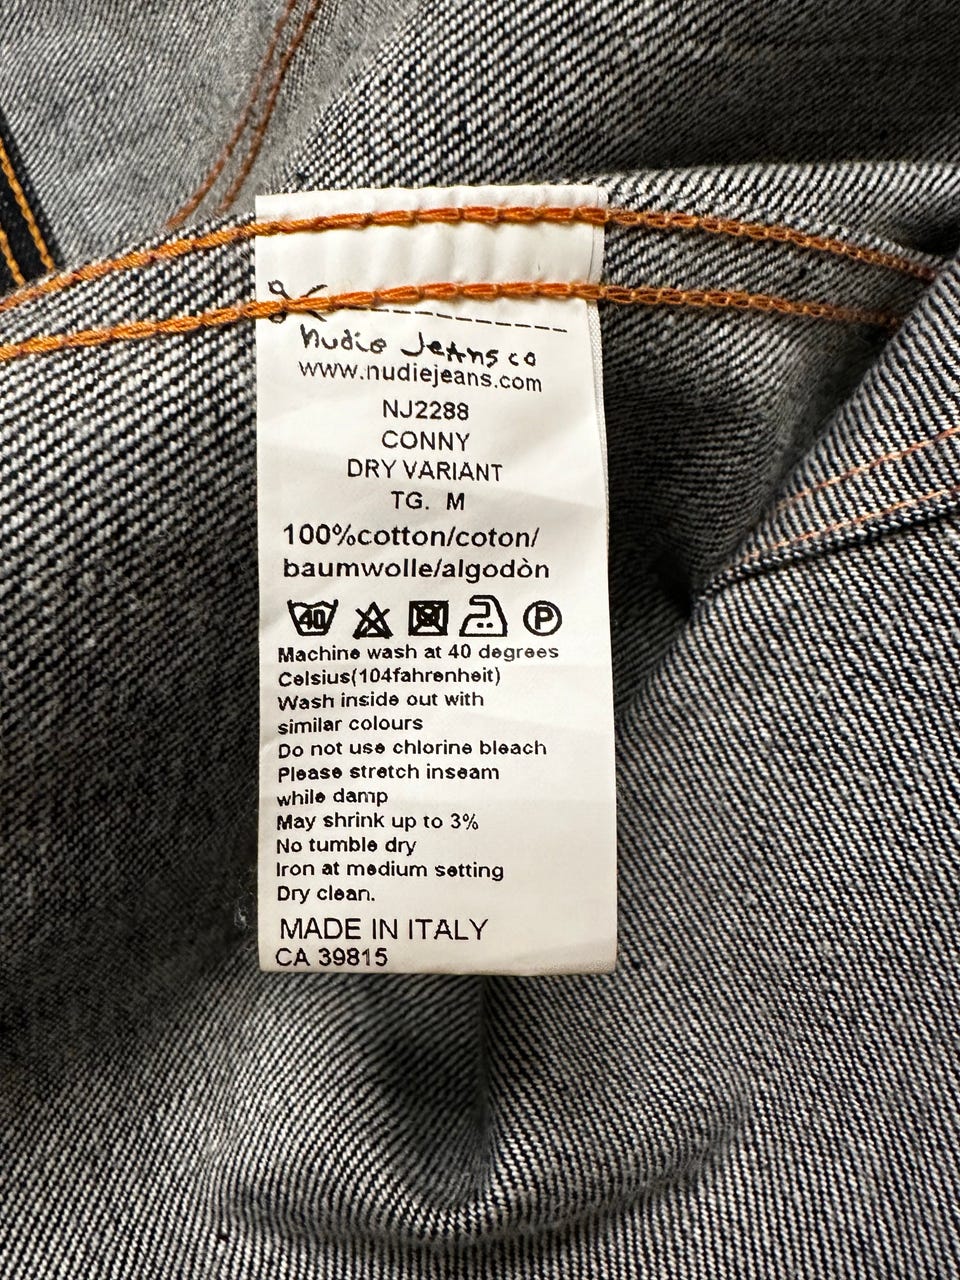 Nudie Jeans co
www.nudiejeans.com
NJ2288
CONNY
DRY VARIANT
TG. M
100%cotton/coton/
baumwolle/algodòn
40 P
Machine wash at 40 degrees
Celsius(104fahrenheit)
Wash inside out with
similar colours
Do not use chlorine bleach
Please stretch inseam
while damp
May shrink up to 3%
No tumble dry
Iron at medium setting
Dry clean.
MADE IN ITALY
CA 39815